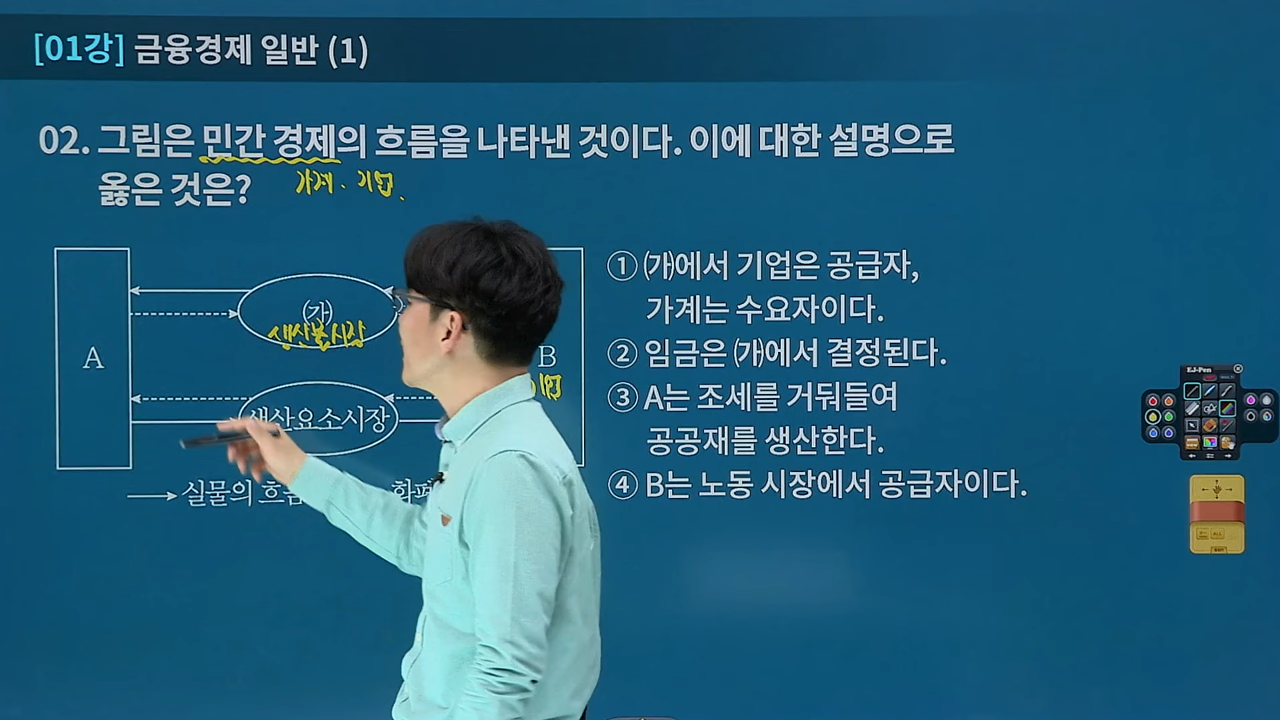 [01강] 금융경제 일반 (1)
02. 그림은 민간 경제의 흐름을 나타낸 것이다. 이에 대한 설명으로
옳은 것은?
가계 · 기업.
(가)
생산물시장
A
B
기업
생산요소시장
실물의 흐름
화폐
① ㈎에서 기업은 공급자,
가계는 수요자이다.
② 임금은 ㈎에서 결정된다.
③ A는 조세를 거둬들여
공공재를 생산한다.
④ B는 노동 시장에서 공급자이다.
EJ-Pen